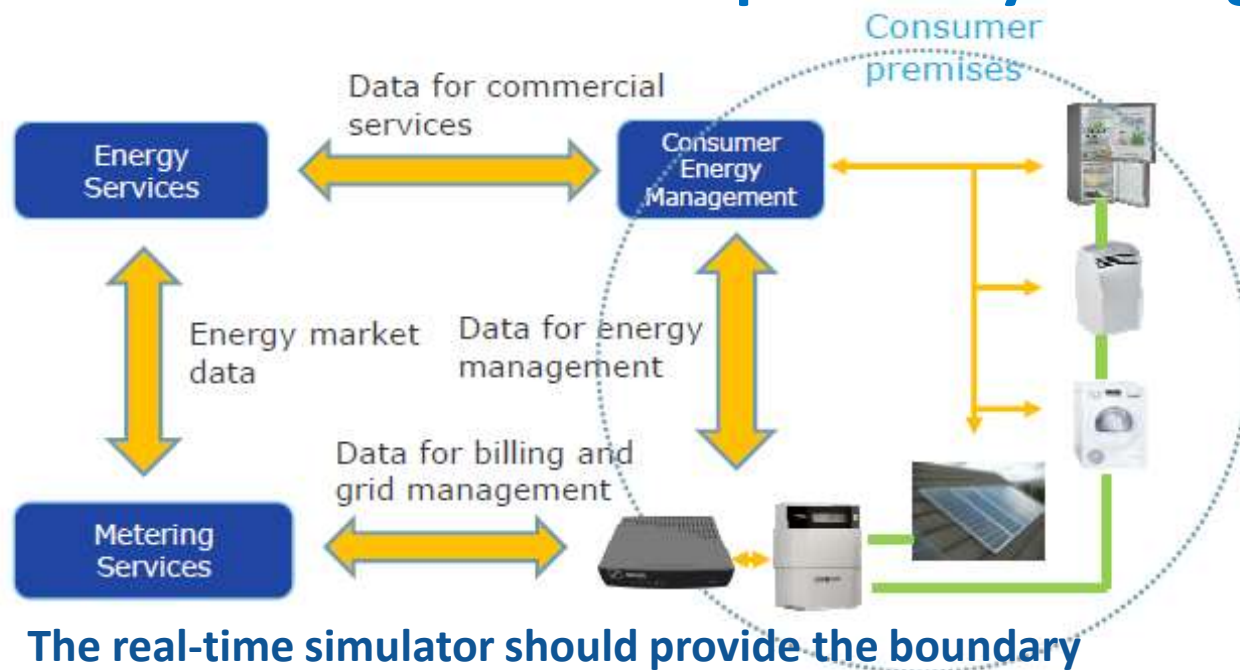 Consumer
premises
Data for commercial
services
Energy
Services
Consumer
Energy
Management
Energy market
data
Data for energy
management
Data for billing and
grid management
Metering
Services
The real-time simulator should provide the boundary